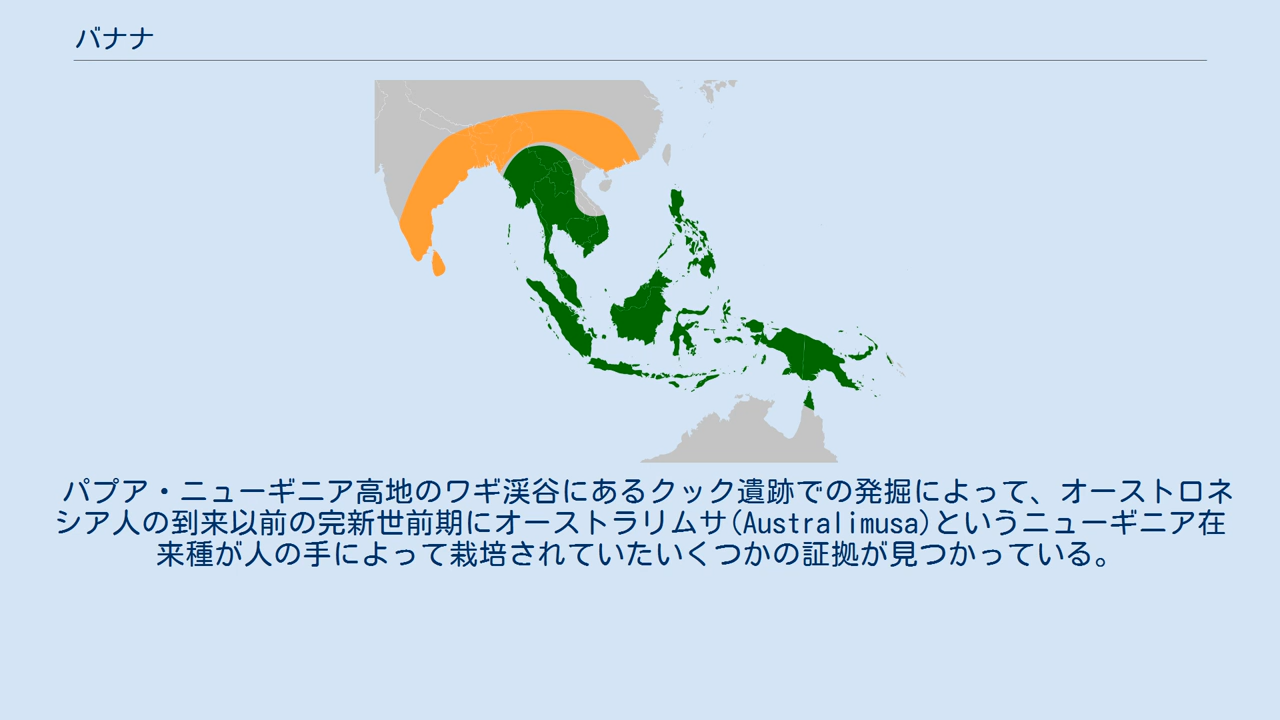 バナナ
パプア・ニューギニア高地のワギ渓谷にあるクック遺跡での発掘によって、オーストロネ
シア人の到来以前の完新世前期にオーストラリムサ(Australimusa)というニューギニア在
来種が人の手によって栽培されていたいくつかの証拠が見つかっている。